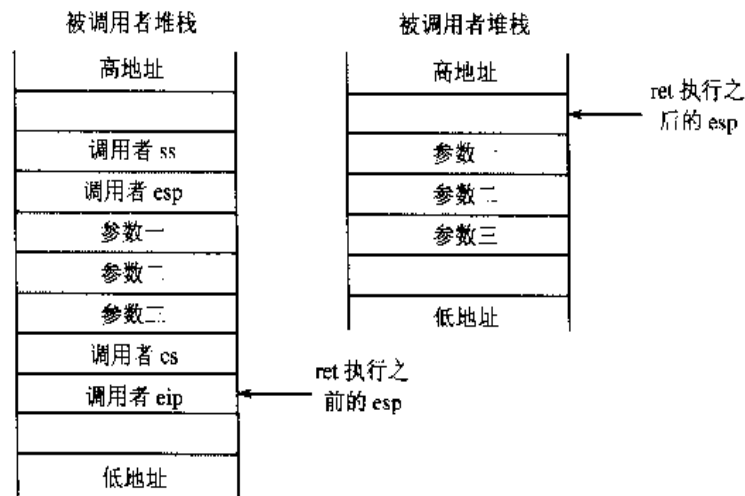 被调用者堆栈
高地址
调用者 ss
调用者 esp
参数一
参数二
参数三
调用者 cs
调用者 eip
低地址
ret 执行之
前的 esp
被调用者堆栈
高地址
参数一
参数二
参数三
低地址
ret 执行之
后的 esp